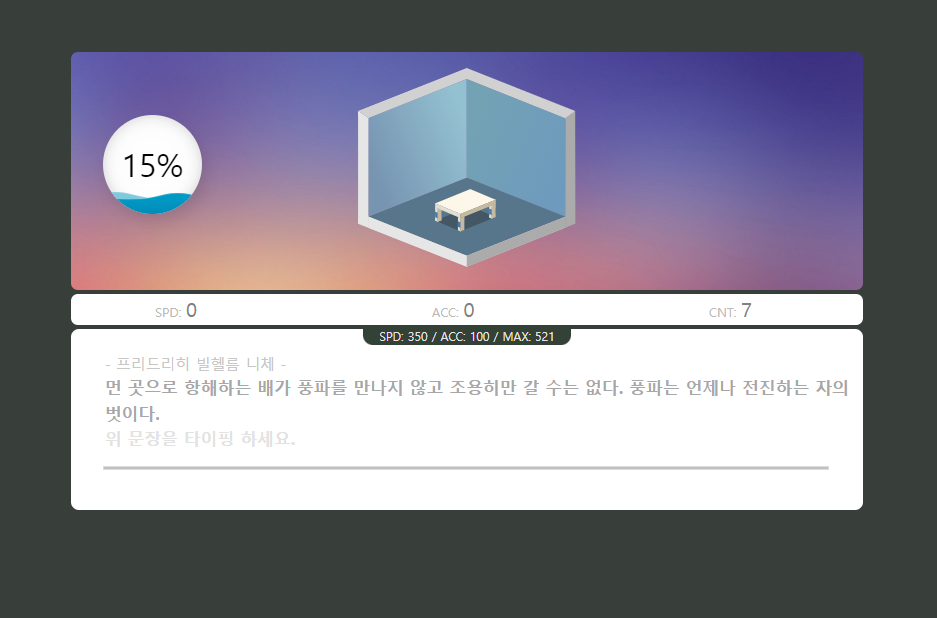 15%
SPD: 0 ACC: 0 CNT: 7
SPD: 350 / ACC: 100 / MAX: 521
- 프리드리히 빌헬름 니체 -
먼 곳으로 항해하는 배가 풍파를 만나지 않고 조용히만 갈 수는 없다. 풍파는 언제나 전진하는 자의
벗이다.
위 문장을 타이핑 하세요.